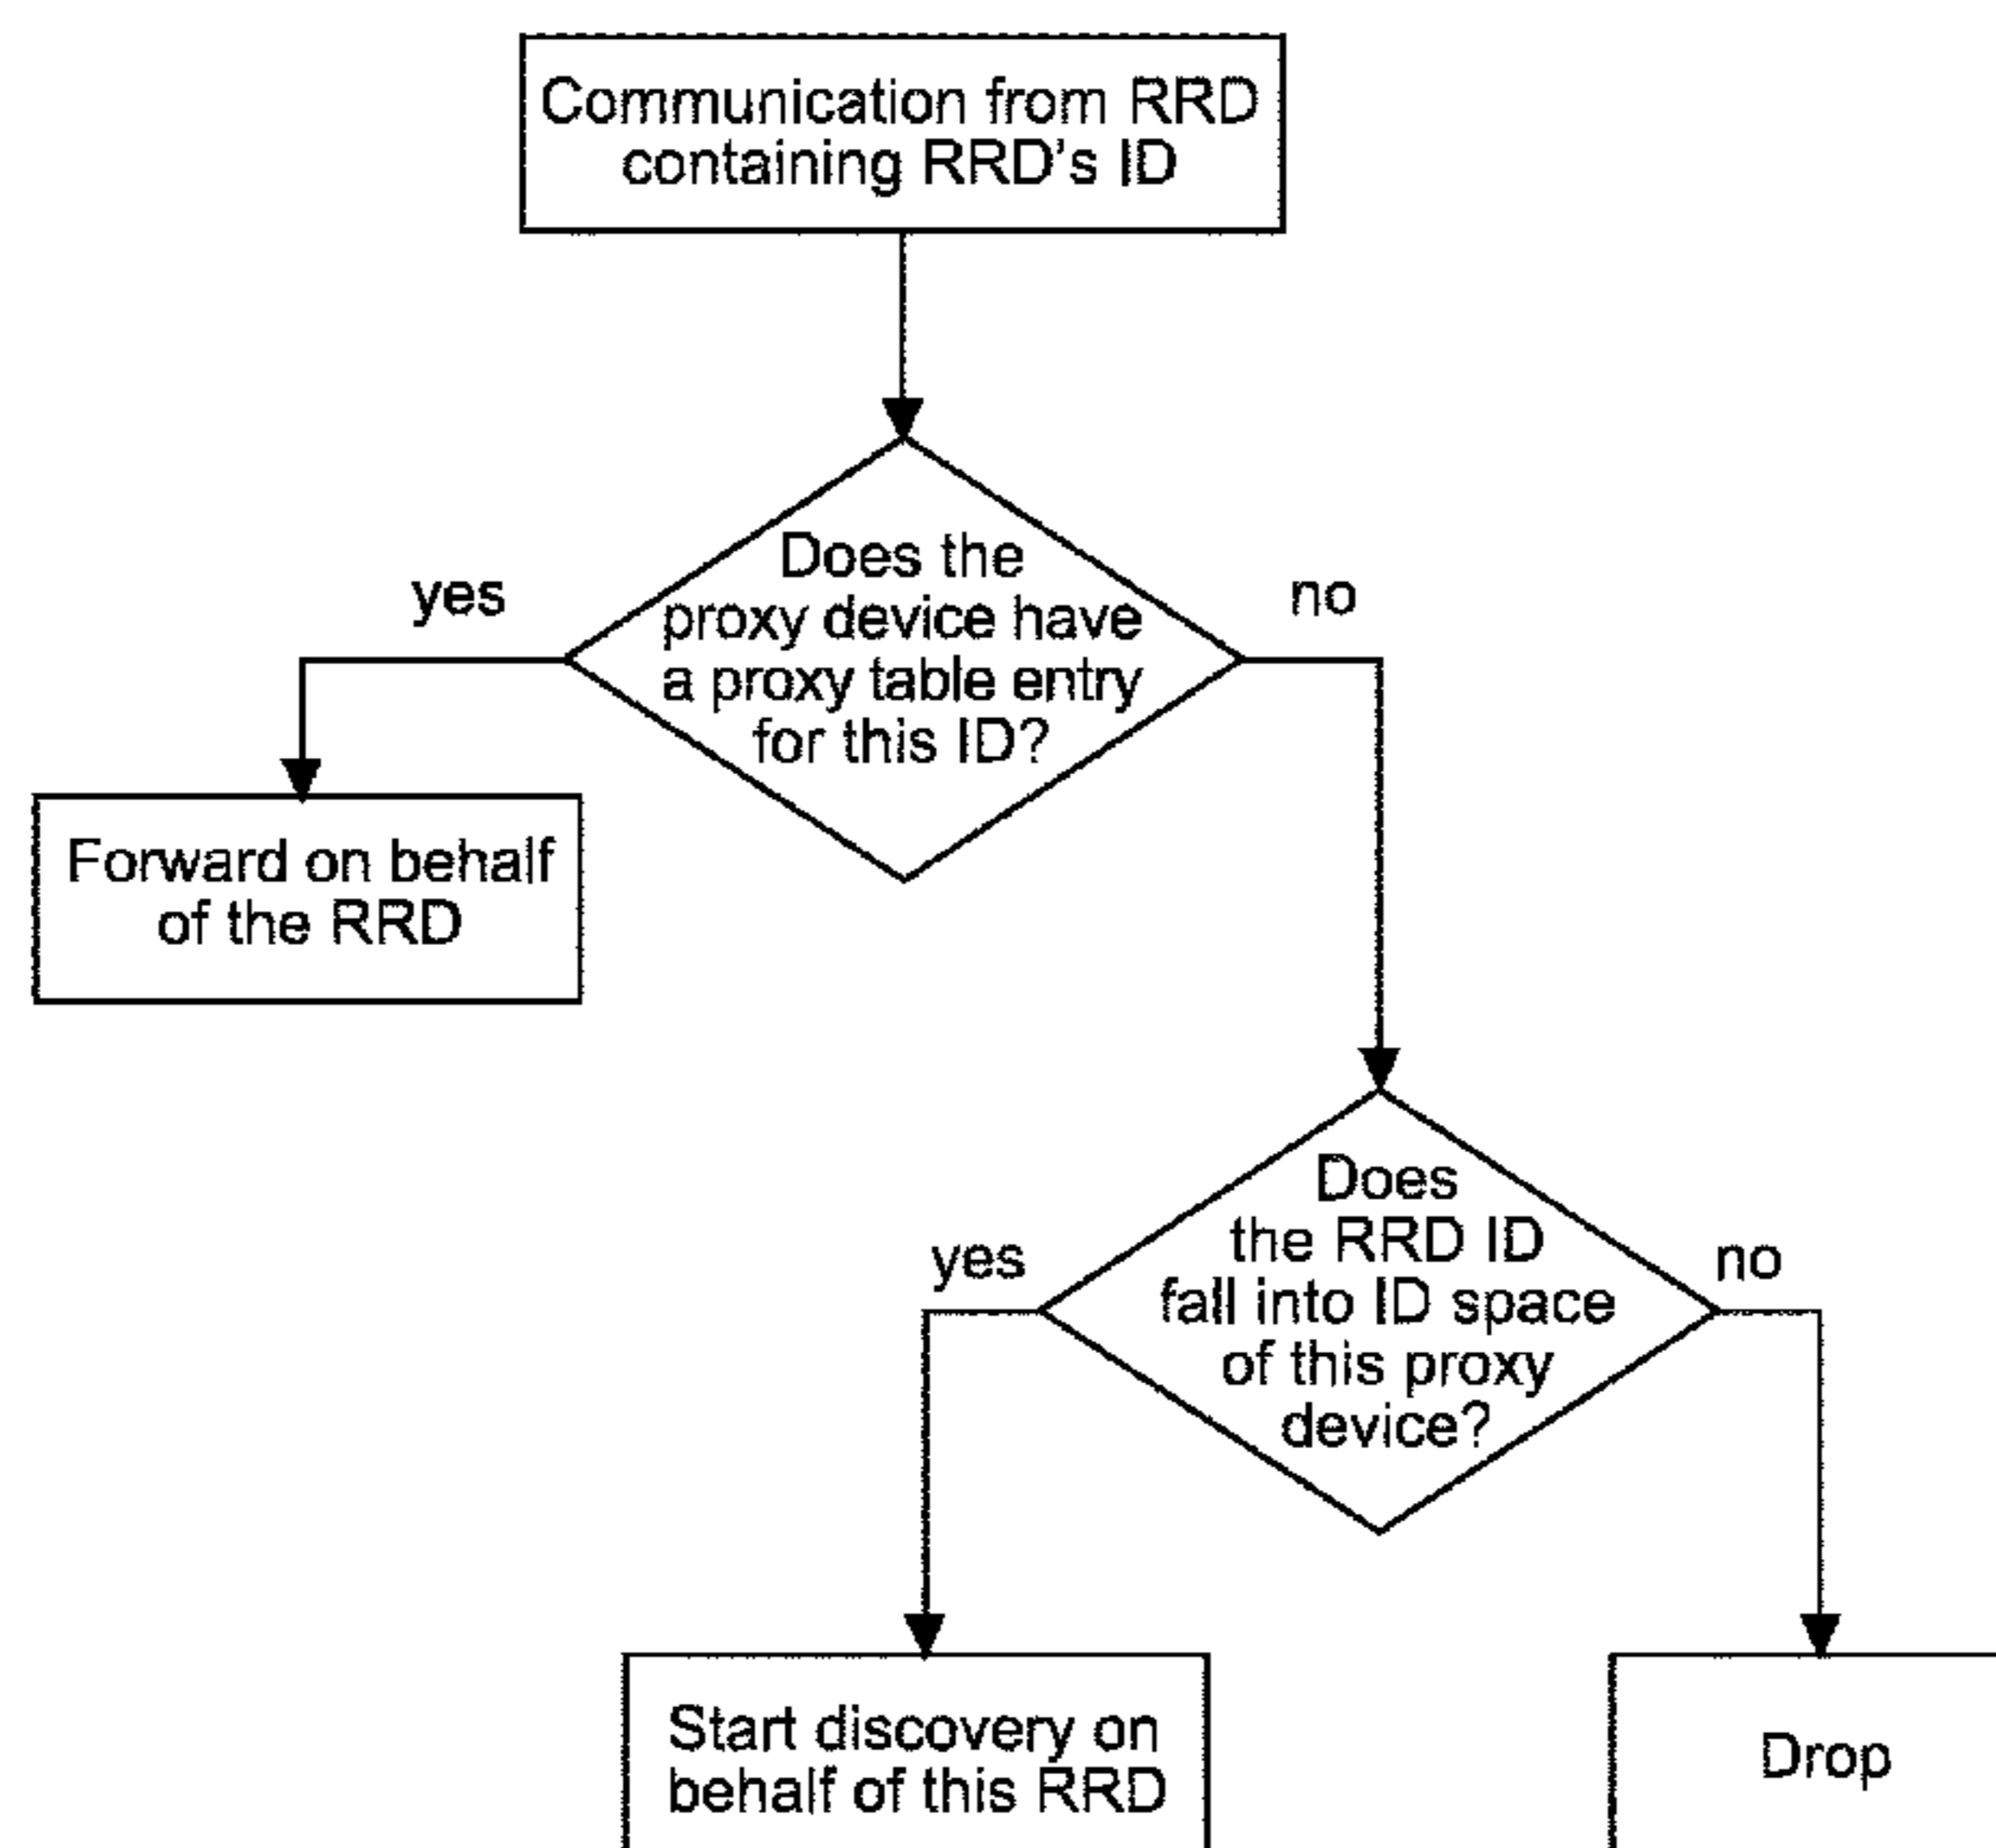 Communication from RRD
containing RRD's ID
Does the
proxy device have
a proxy table entry
for this ID?
yes
no
Forward on behalf
of the RRD
Does
the RRD ID
fall into ID space
of this proxy
device?
yes
no
Start discovery on
behalf of this RRD
Drop